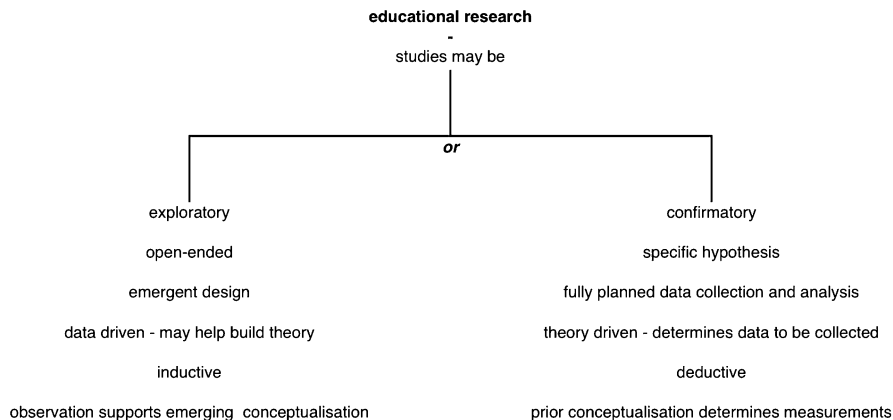 educational research
-
studies may be
or
exploratory
open-ended
emergent design
data driven - may help build theory
inductive
observation supports emerging conceptualisation
confirmatory
specific hypothesis
fully planned data collection and analysis
theory driven - determines data to be collected
deductive
prior conceptualisation determines measurements